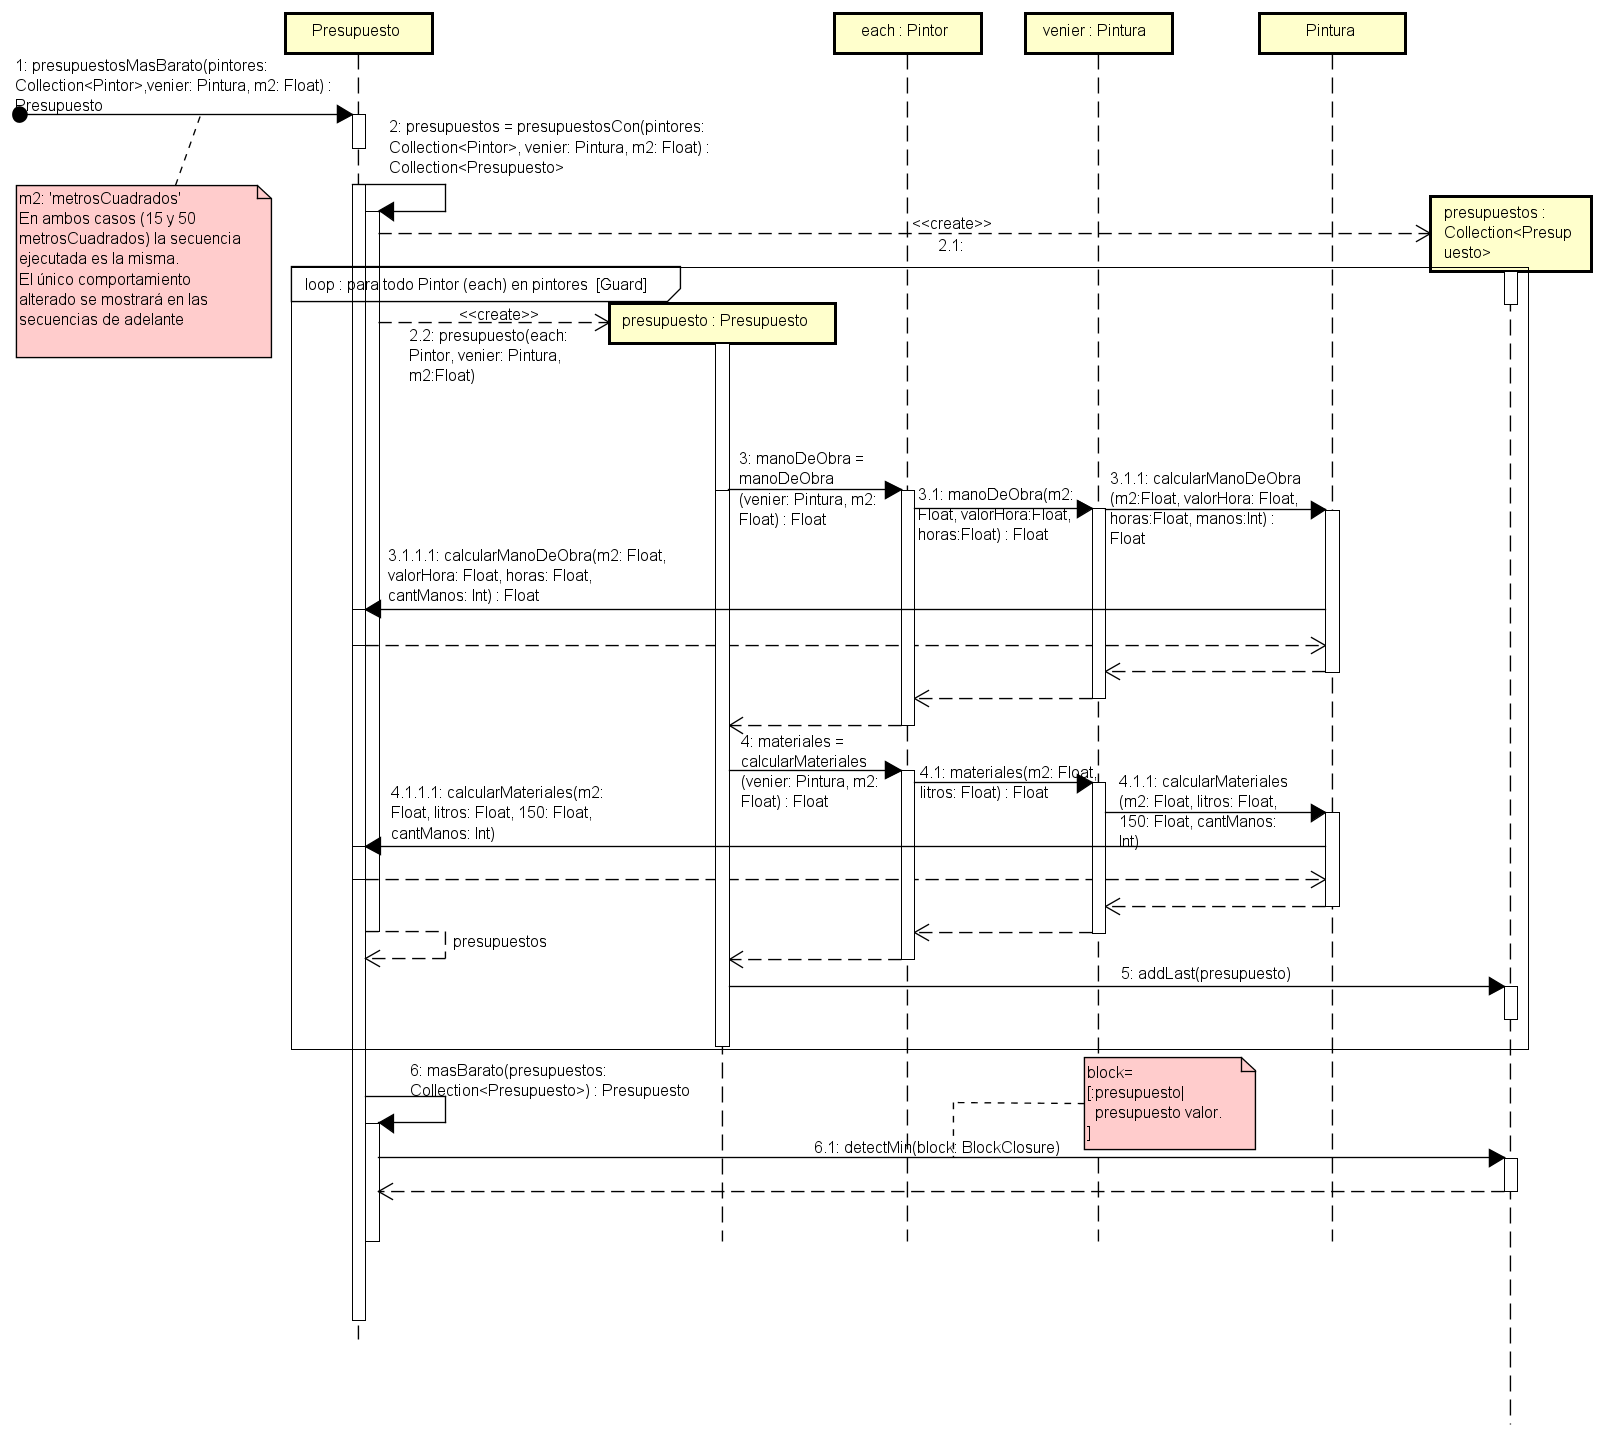 Presupuesto
each : Pintor
venier : Pintura
Pintura
1: presupuestosMasBarato(pintores:
Collection<Pintor>,venier: Pintura, m2: Float) :
Presupuesto
2: presupuestos = presupuestosCon(pintores:
Collection<Pintor>, venier: Pintura, m2: Float) :
Collection<Presupuesto>
m2: 'metrosCuadrados'
En ambos casos (15 y 50
metrosCuadrados) la secuencia
ejecutada es la misma.
El único comportamiento
alterado se mostrará en las
secuencias de adelante
<<create>>
2.1:
presupuestos :
Collection<Presup
uesto>
loop : para todo Pintor (each) en pintores [Guard]
<<create>>
2.2: presupuesto(each:
Pintor, venier: Pintura,
m2:Float)
presupuesto : Presupuesto
3: manoDeObra =
manoDeObra
(venier: Pintura, m2:
Float) : Float
3.1: manoDeObra(m2:
Float, valorHora:Float,
horas:Float) : Float
3.1.1: calcularManoDeObra
(m2:Float, valorHora: Float,
horas:Float, manos:Int) :
Float
3.1.1.1: calcularManoDeObra(m2: Float,
valorHora: Float, horas: Float,
cantManos: Int) : Float
4: materiales =
calcularMateriales
(venier: Pintura, m2:
Float) : Float
4.1: materiales(m2: Float,
litros: Float) : Float
4.1.1: calcularMateriales
(m2: Float, litros: Float,
150: Float, cantManos:
Int)
4.1.1.1: calcularMateriales(m2:
Float, litros: Float, 150: Float,
cantManos: Int)
presupuestos
5: addLast(presupuesto)
6: masBarato(presupuestos:
Collection<Presupuesto>) : Presupuesto
block=
[:presupuesto|
presupuesto valor.
]
6.1: detectMin(block: BlockClosure)